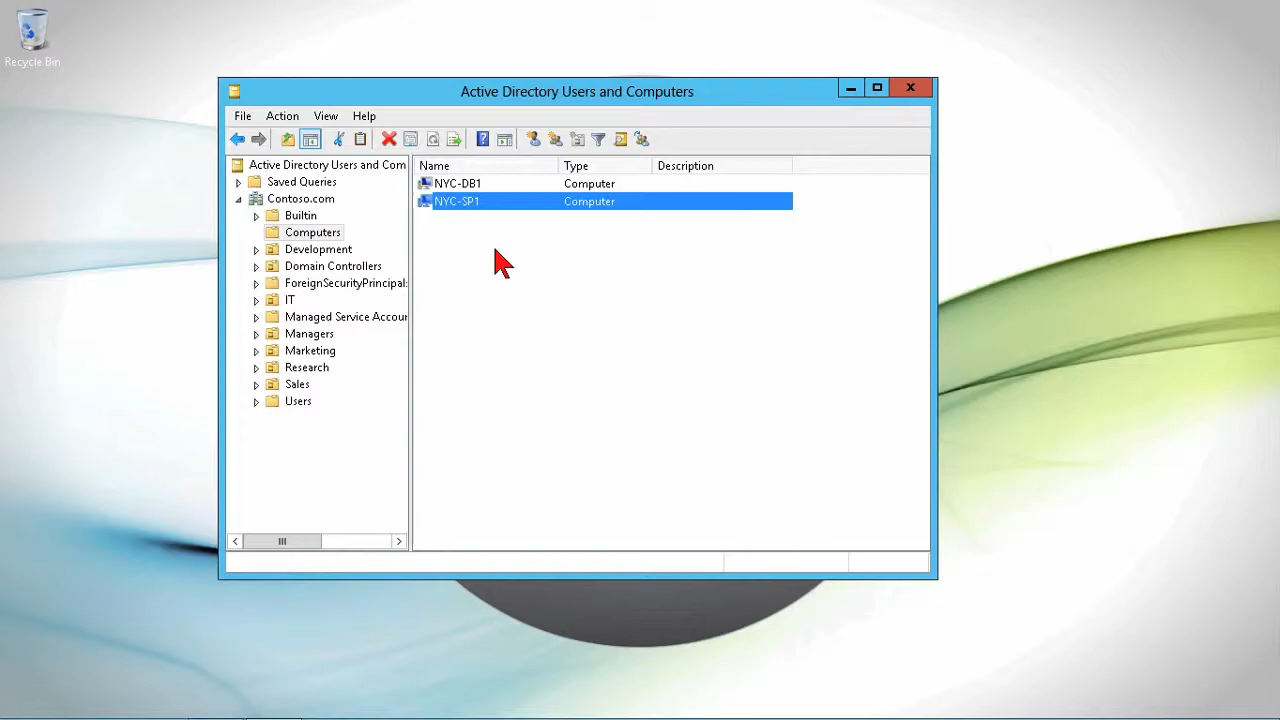 Recycle Bin
Active Directory Users and Computers
File Action View Help
Active Directory Users and Com
Saved Queries
Contoso.com
Builtin
Computers
Development
Domain Controllers
ForeignSecurityPrincipal:
IT
Managed Service Accour
Managers
Marketing
Research
Sales
Users
Name Type Description
NYC-DB1 Computer
NYC-SP1 Computer